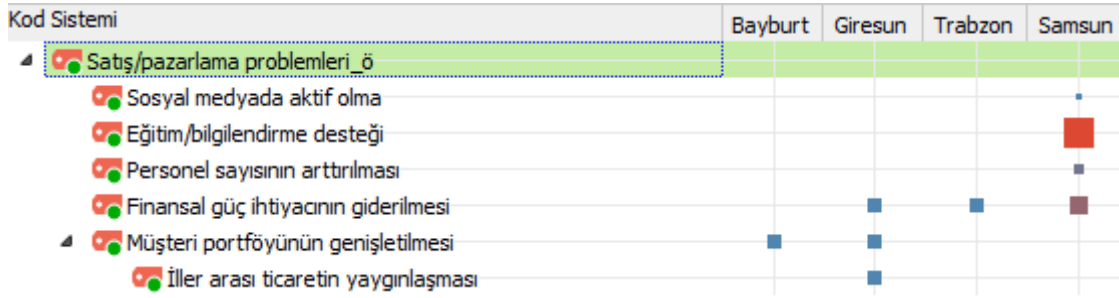 Kod Sistemi Bayburt Giresun Trabzon Samsun
Satış/pazarlama problemleri_ö
Sosyal medyada aktif olma
Eğitim/bilgilendirme desteği
Personel sayısının arttırılması
Finansal güç ihtiyacının giderilmesi
Müşteri portföyünün genişletilmesi
İller arası ticaretin yaygınlaşması